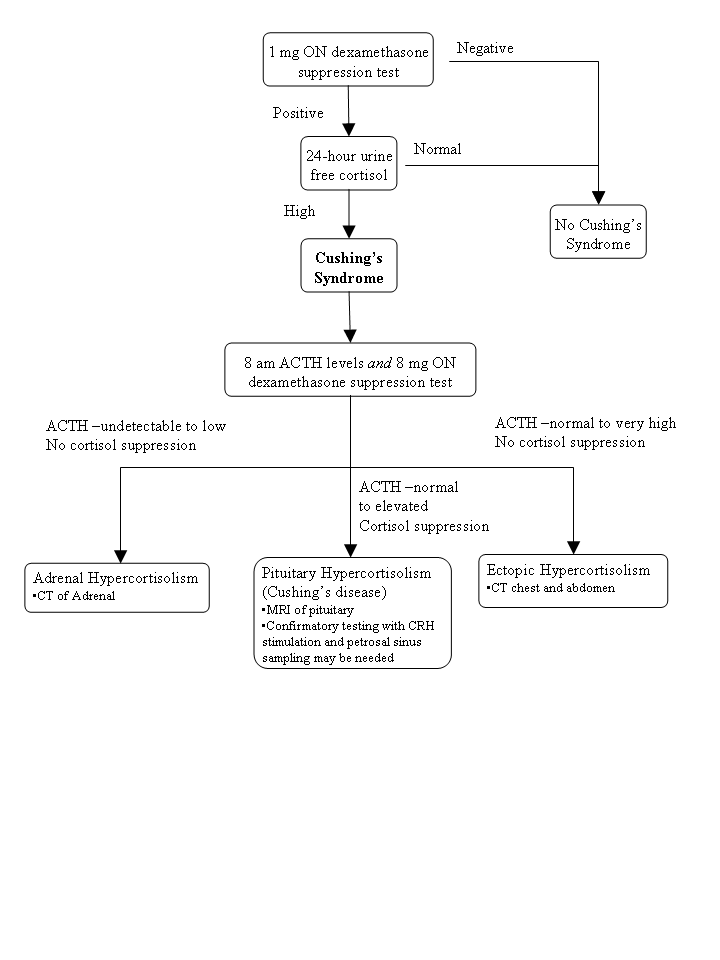 1 mg ON dexamethasone
suppression test
Negative
Positive
24-hour urine
free cortisol
Normal
High
No Cushing’s
Syndrome
Cushing’s
Syndrome
8 am ACTH levels and 8 mg ON
dexamethasone suppression test
ACTH –undetectable to low
No cortisol suppression
ACTH –normal to very high
No cortisol suppression
ACTH –normal
to elevated
Cortisol suppression
Adrenal Hypercortisolism
•CT of Adrenal
Pituitary Hypercortisolism
(Cushing’s disease)
•MRI of pituitary
•Confirmatory testing with CRH
stimulation and petrosal sinus
sampling may be needed
Ectopic Hypercortisolism
•CT chest and abdomen